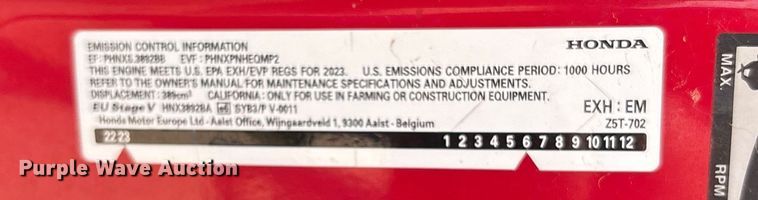 EMISSION CONTROL INFORMATION
HONDA
EF : PHNXS.3892BB EVF : PHNXPNHEQMP2
THIS ENGINE MEETS U.S. EPA EXH/EVP REGS FOR 2023. U.S. EMISSIONS COMPLIANCE PERIOD: 1000 HOURS
REFER TO THE OWNER'S MANUAL FOR MAINTENANCE SPECIFICATIONS AND ADJUSTMENTS.
DISPLACEMENT : 389cm³ CALIFORNIA: ONLY FOR USE IN FARMING OR CONSTRUCTION EQUIPMENT.
EU Stage V HNX3892BA SYB3/P V-0011
EXH : EM
Honda Motor Europe Ltd - Aalst Office, Wijngaardveld 1, 9300 Aalst - Belgium
Z5T-702
22 23
1 2 3 4 5 6 7 8 9 10 11 12
MAX.
RPM
Purple Wave Auction